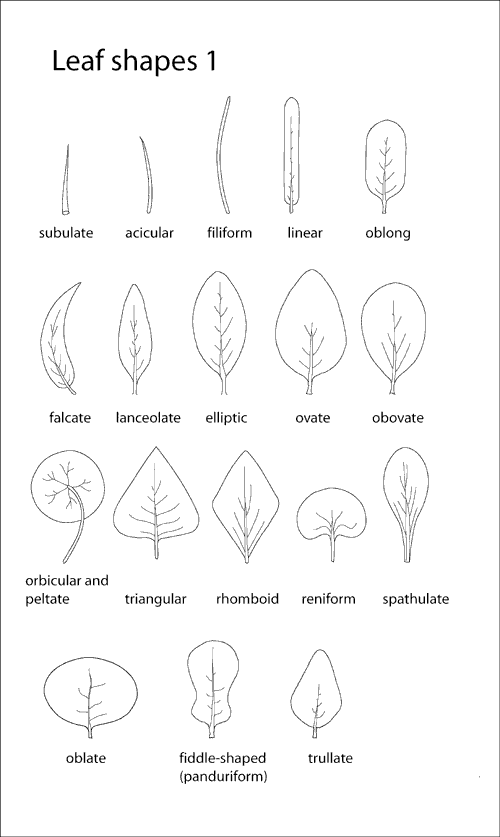 Leaf shapes 1
subulate acicular filiform linear oblong
falcate lanceolate elliptic ovate obovate
orbicular and
peltate triangular rhomboid reniform spathulate
oblate fiddle-shaped trullate
(panduriform)